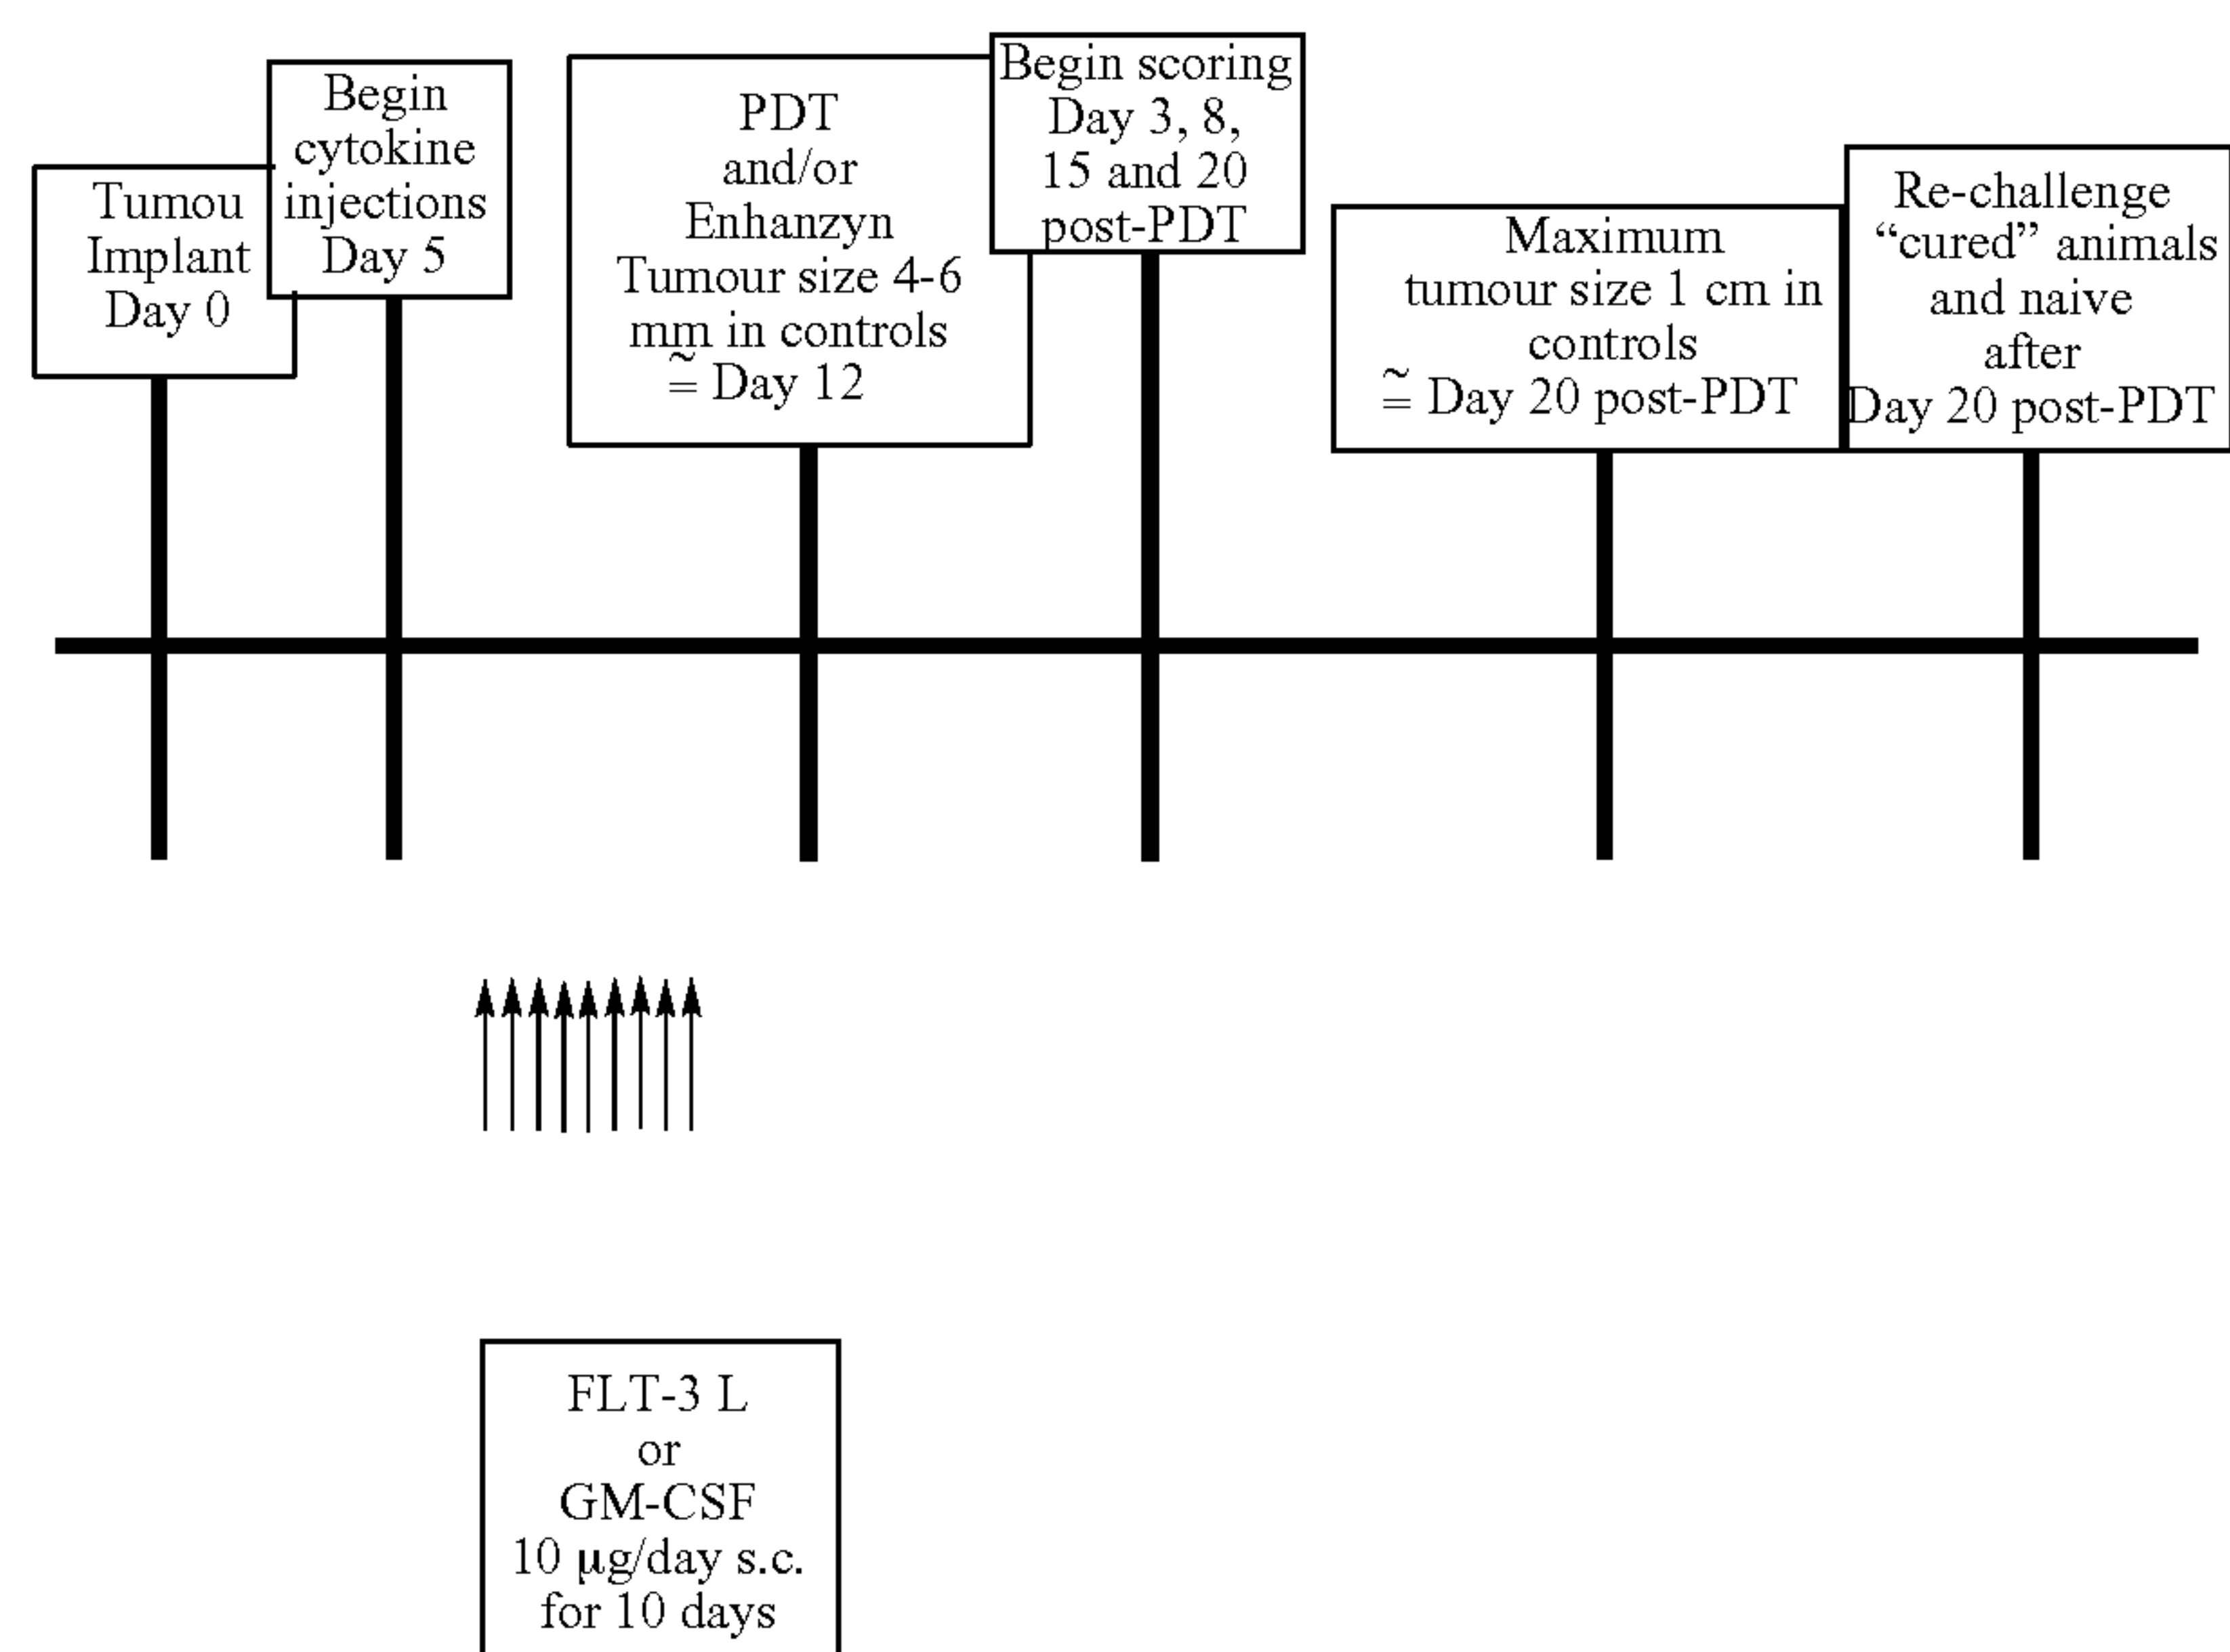 Tumou
Implant
Day 0
Begin
cytokine
injections
Day 5
PDT
and/or
Enhanzyn
Tumour size 4-6
mm in controls
≅ Day 12
Begin scoring
Day 3, 8,
15 and 20
post-PDT
Maximum
tumour size 1 cm in
controls
≅ Day 20 post-PDT
Re-challenge
“cured” animals
and naive
after
Day 20 post-PDT
FLT-3 L
or
GM-CSF
10 µg/day s.c.
for 10 days